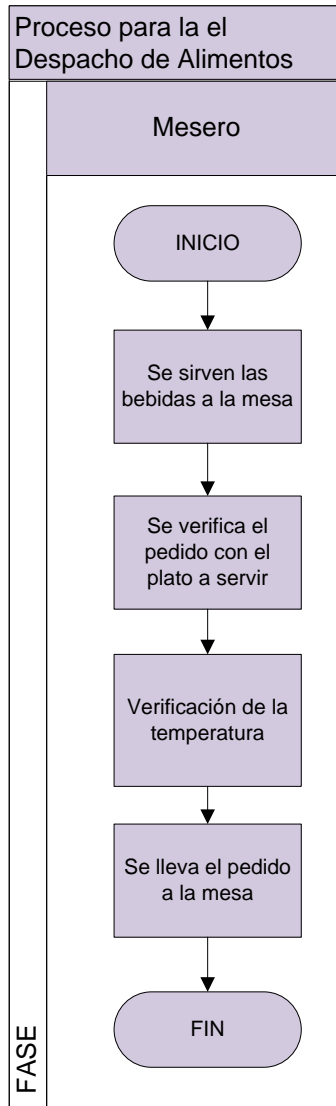 Proceso para la el
Despacho de Alimentos
Mesero
INICIO
Se sirven las
bebidas a la mesa
Se verifica el
pedido con el
plato a servir
Verificación de la
temperatura
Se lleva el pedido
a la mesa
FIN
FASE